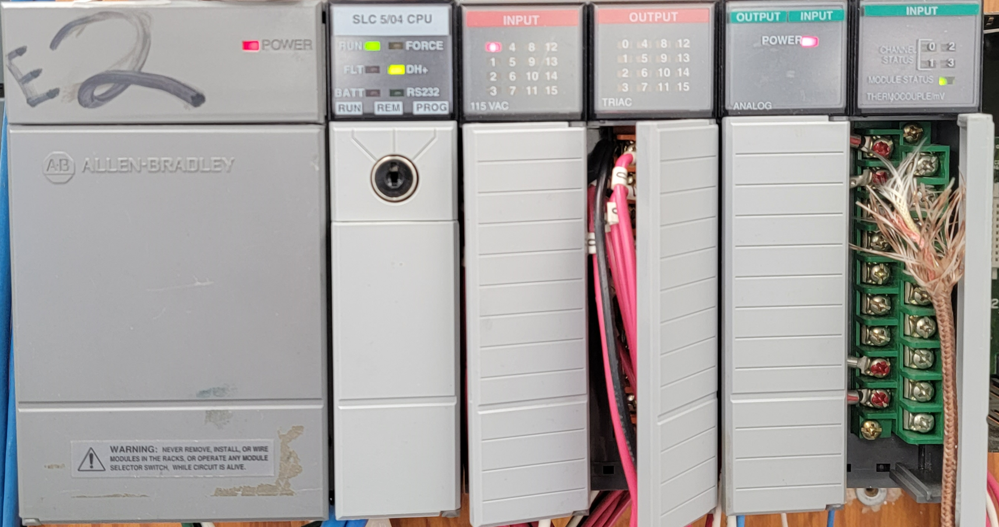 E2
POWER
A-B ALLEN-BRADLEY
WARNING: NEVER REMOVE, INSTALL, OR WIRE
MODULES IN THE RACKS, OR OPERATE ANY MODULE
SELECTOR SWITCH, WHILE CIRCUIT IS ALIVE.
SLC 5/04 CPU
RUN FORCE
FLT DH+
BATT RS232
RUN REM PROG
INPUT
4 8 12
1 5 9 13
2 6 10 14
3 7 11 15
115 VAC
OUTPUT
0 4 8 12
1 5 9 13
2 6 10 14
3 7 11 15
TRIAC
OUTPUT INPUT
POWER
ANALOG
INPUT
CHANNEL STATUS
0 2
1 3
MODULE STATUS
THERMOCOUPLE/mV